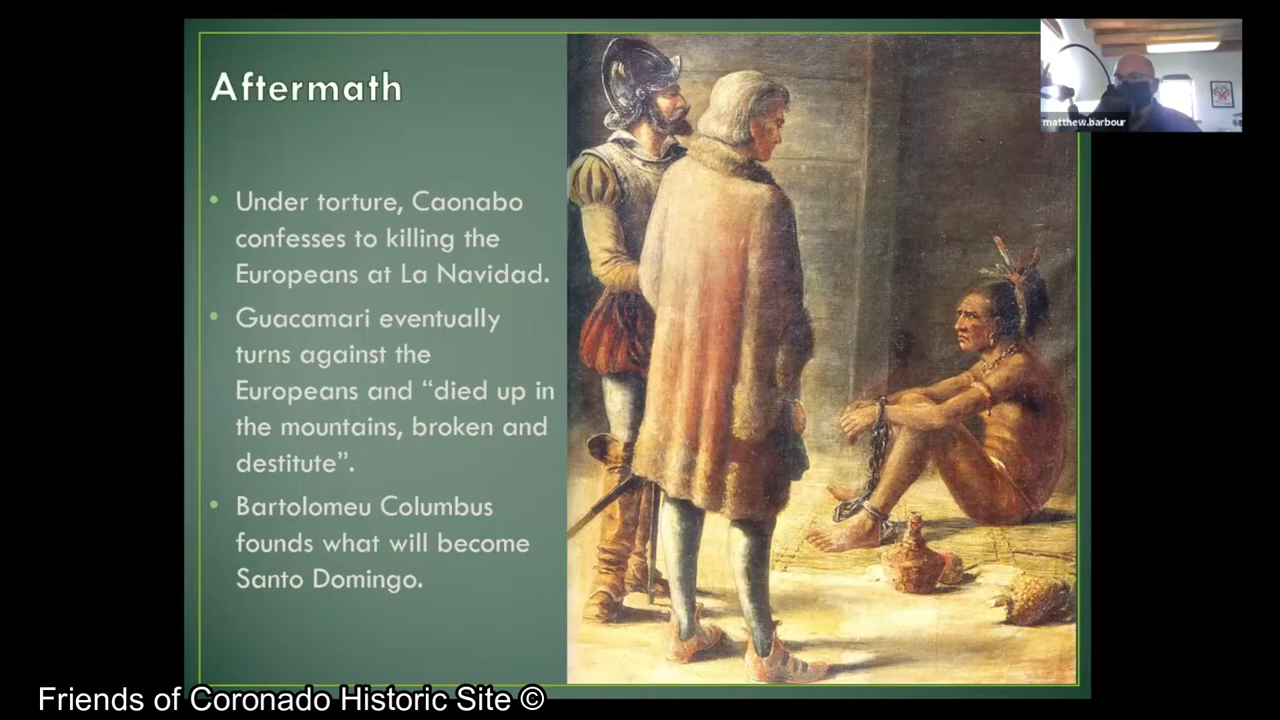 Aftermath
matthew.barbour
• Under torture, Caonabo
confesses to killing the
Europeans at La Navidad.
• Guacamari eventually
turns against the
Europeans and “died up in
the mountains, broken and
destitute”.
• Bartolomeu Columbus
founds what will become
Santo Domingo.
Friends of Coronado Historic Site ©